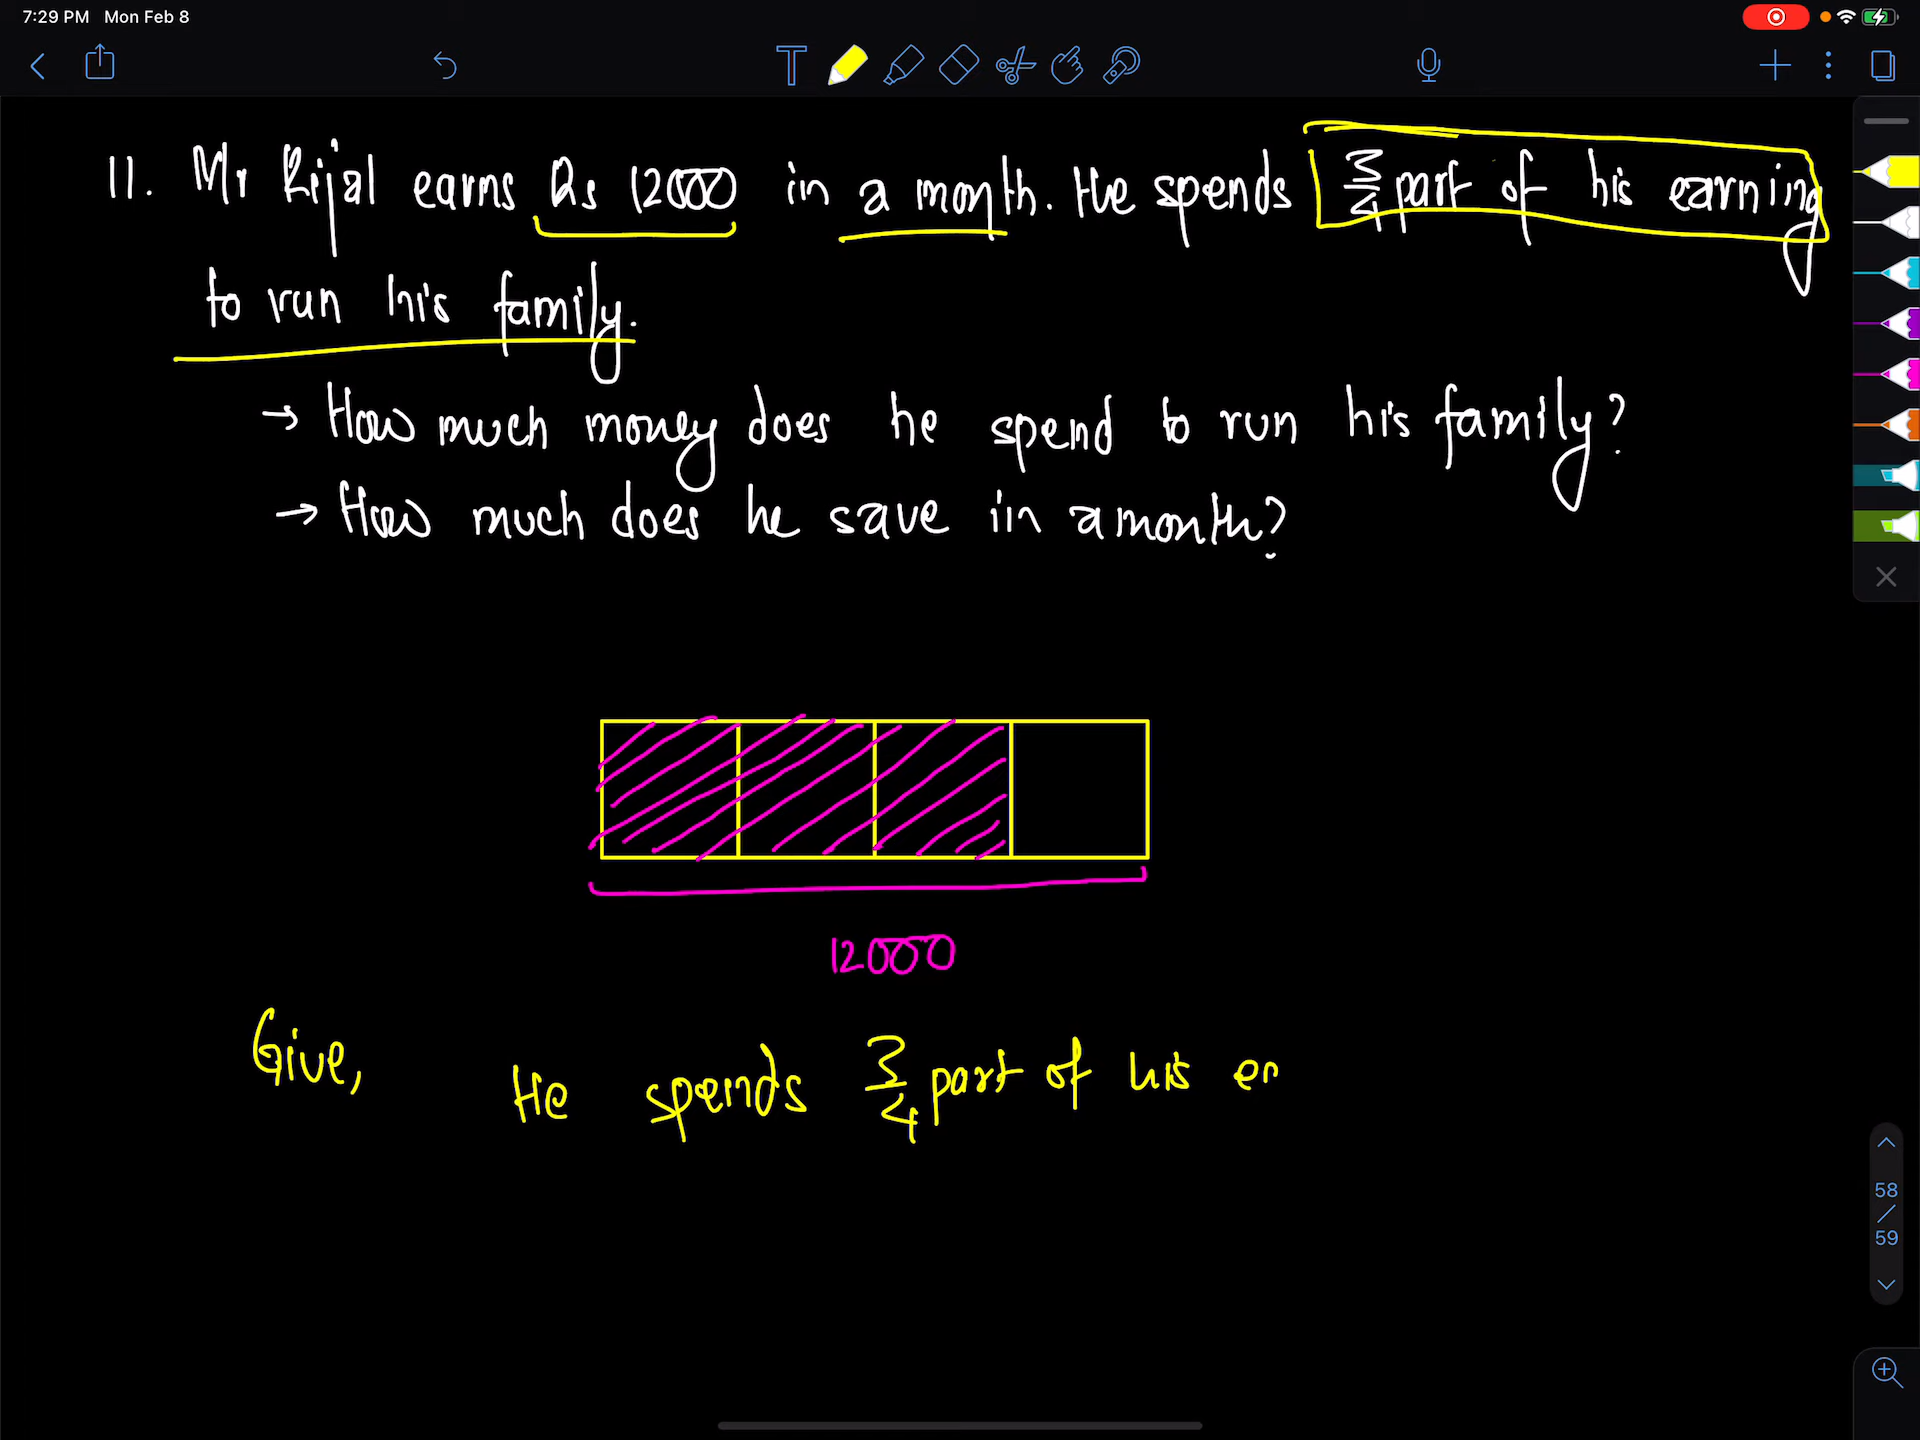 7:29 PM Mon Feb 8
11. Mr Rijal earns Rs 12000 in a month. He spends 3/4 part of his earning
to run his family.
→ How much money does he spend to run his family?
→ How much does he save in a month?
12000
Give, He spends 3/4 part of his er
58
/
59